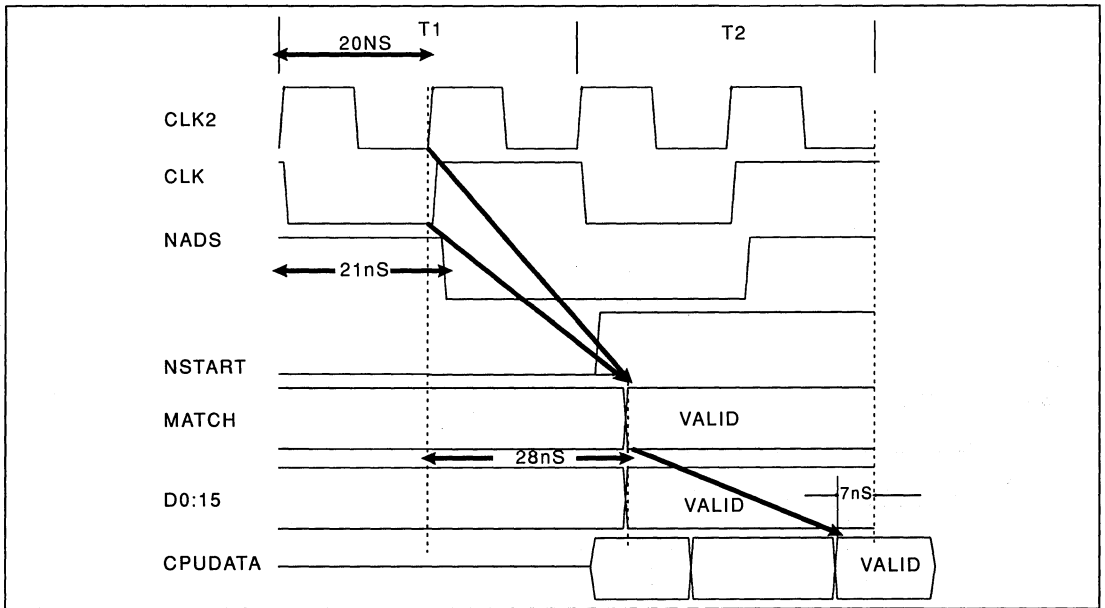 T1
T2
20NS
CLK2
CLK
NADS
21nS
NSTART
MATCH
VALID
28nS
D0:15
VALID
7nS
CPUDATA
VALID